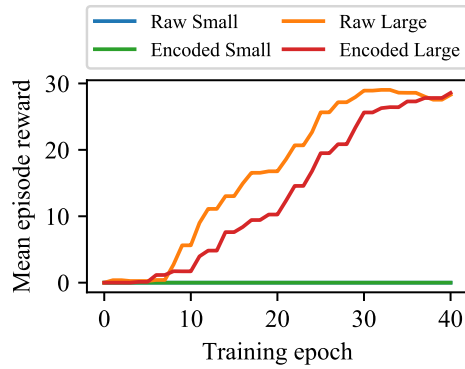 Raw Small Raw Large
Encoded Small Encoded Large
30
20
10
0
Mean episode reward
0 10 20 30 40
Training epoch